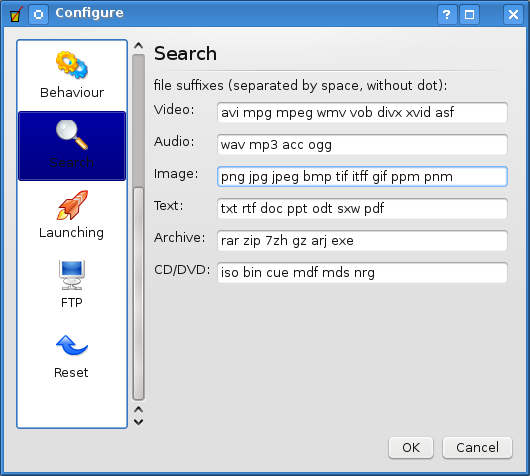 Configure
Behaviour
Search
Launching
FTP
Reset
Search
file suffixes (separated by space, without dot):
Video: avi mpg mpeg wmv vob divx xvid asf
Audio: wav mp3 acc ogg
Image: png jpg jpeg bmp tif itff gif ppm pnm
Text: txt rtf doc ppt odt sxw pdf
Archive: rar zip 7zh gz arj exe
CD/DVD: iso bin cue mdf mds nrg
OK Cancel